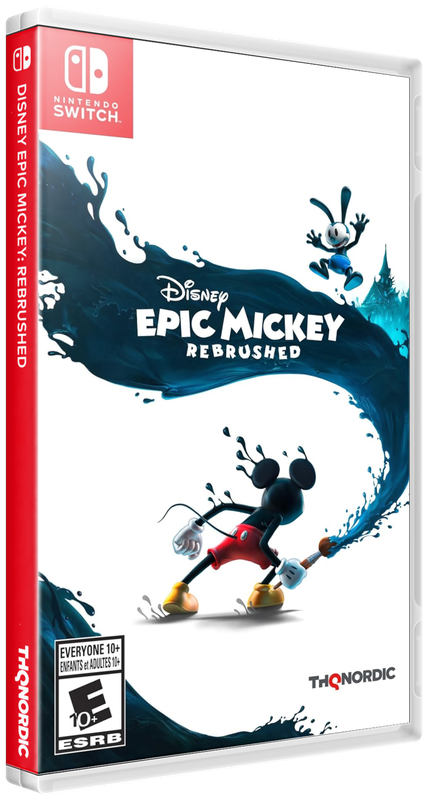 NINTENDO
SWITCH™
DISNEY EPIC MICKEY: REBRUSHED
Disney
EPIC MICKEY
REBRUSHED
EVERYONE 10+
ENFANTS et ADULTES 10+
E
10+
ESRB
THQNORDIC
THQNORDIC